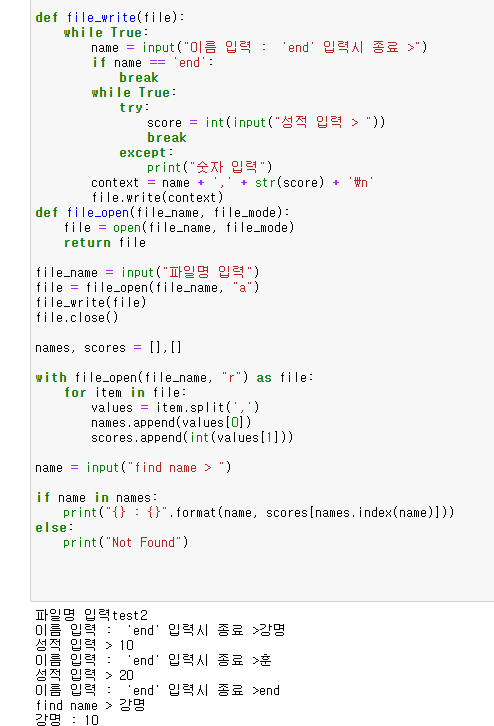 def file_write(file):
    while True:
        name = input("이름 입력 :  'end' 입력시 종료 >")
        if name == 'end':
            break
        while True:
            try:
                score = int(input("성적 입력 > "))
                break
            except:
                print("숫자 입력")
        context = name + ',' + str(score) + '₩n'
        file.write(context)
def file_open(file_name, file_mode):
    file = open(file_name, file_mode)
    return file
file_name = input("파일명 입력")
file = file_open(file_name, "a")
file_write(file)
file.close()
names, scores = [],[]
with file_open(file_name, "r") as file:
    for item in file:
        values = item.split(',')
        names.append(values[0])
        scores.append(int(values[1]))
name = input("find name > ")
if name in names:
    print("{} : {}".format(name, scores[names.index(name)]))
else:
    print("Not Found")
파일명 입력test2
이름 입력 :  'end' 입력시 종료 >강명
성적 입력 > 10
이름 입력 :  'end' 입력시 종료 >훈
성적 입력 > 20
이름 입력 :  'end' 입력시 종료 >end
find name > 강명
강명 : 10